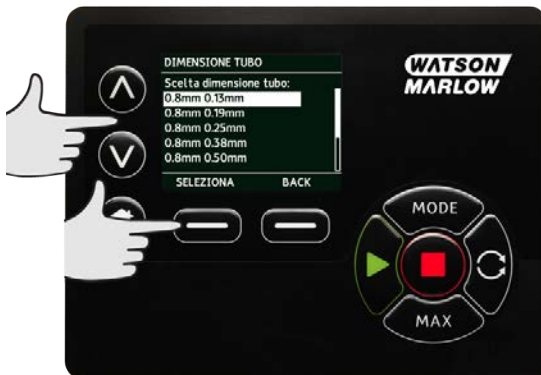 DIMENSIONE TUBO
Scelta dimensione tubo:
0.8mm 0.13mm
0.8mm 0.19mm
0.8mm 0.25mm
0.8mm 0.38mm
0.8mm 0.50mm
SELEZIONA BACK
WATSON
MARLOW
MODE
MAX